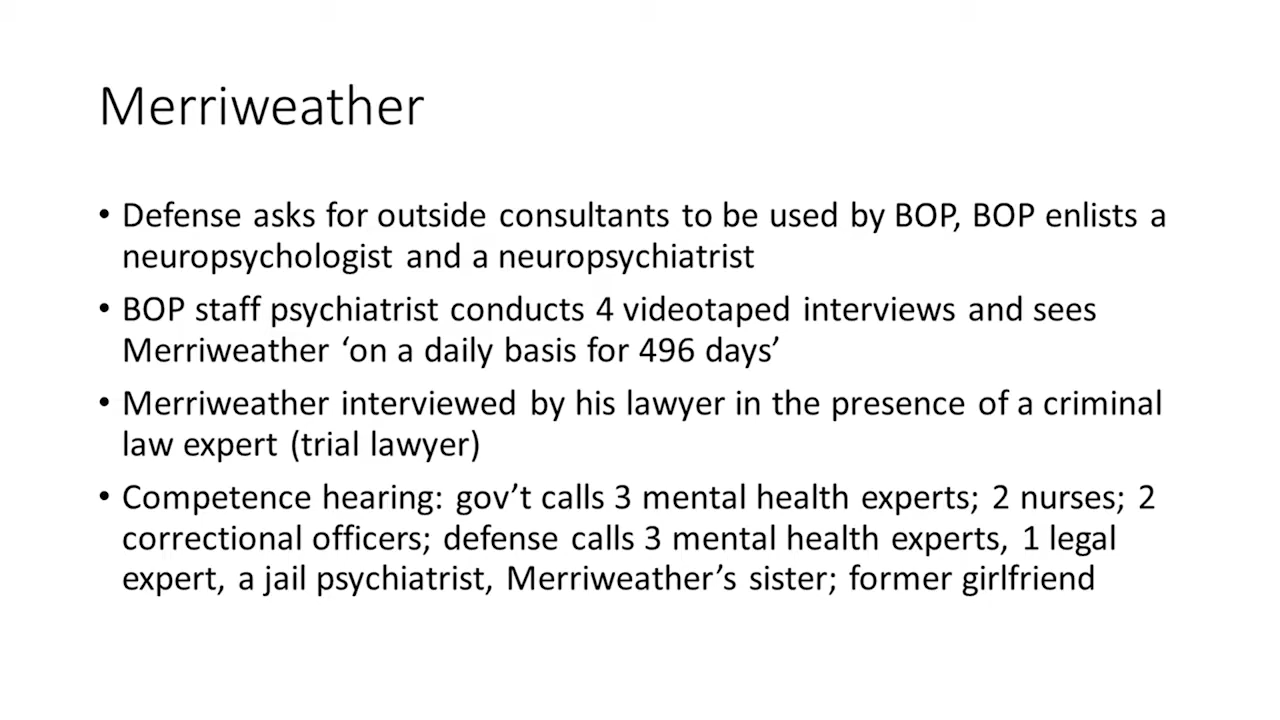 Merriweather
• Defense asks for outside consultants to be used by BOP, BOP enlists a
neuropsychologist and a neuropsychiatrist
• BOP staff psychiatrist conducts 4 videotaped interviews and sees
Merriweather ‘on a daily basis for 496 days’
• Merriweather interviewed by his lawyer in the presence of a criminal
law expert (trial lawyer)
• Competence hearing: gov’t calls 3 mental health experts; 2 nurses; 2
correctional officers; defense calls 3 mental health experts, 1 legal
expert, a jail psychiatrist, Merriweather’s sister; former girlfriend